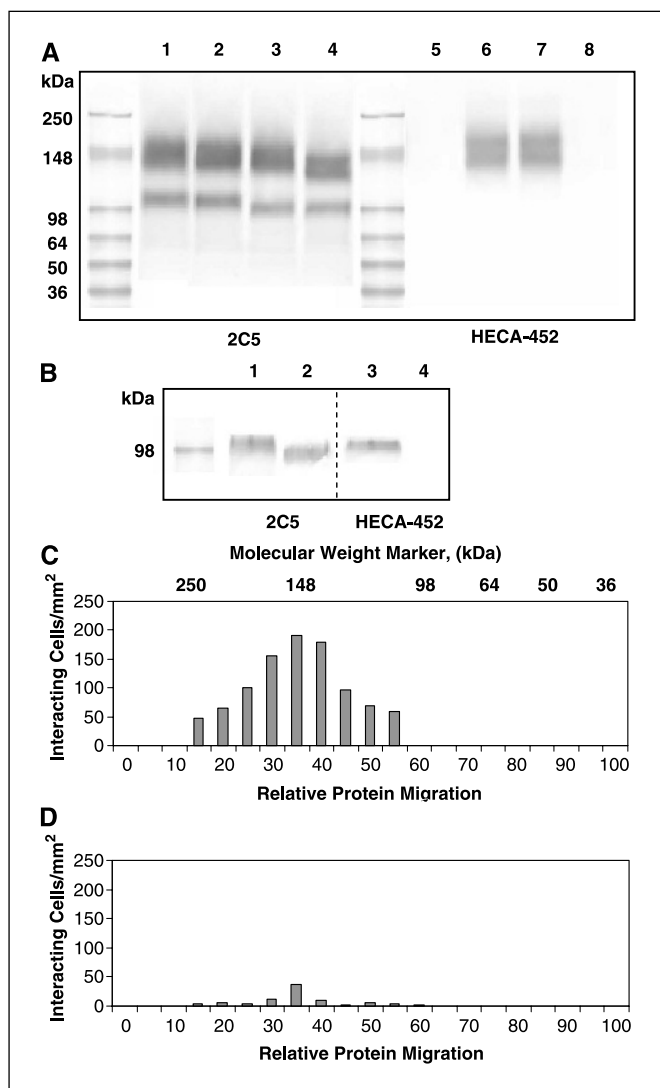 A 1 2 3 4 5 6 7 8
kDa
250
148
98
64
50
36
2C5 HECA-452
B 1 2 3 4
kDa
98
2C5 HECA-452
C Molecular Weight Marker, (kDa)
250 148 98 64 50 36
Interacting Cells/mm²
250
200
150
100
50
0
0 10 20 30 40 50 60 70 80 90 100
Relative Protein Migration
D
Interacting Cells/mm²
250
200
150
100
50
0
0 10 20 30 40 50 60 70 80 90 100
Relative Protein Migration